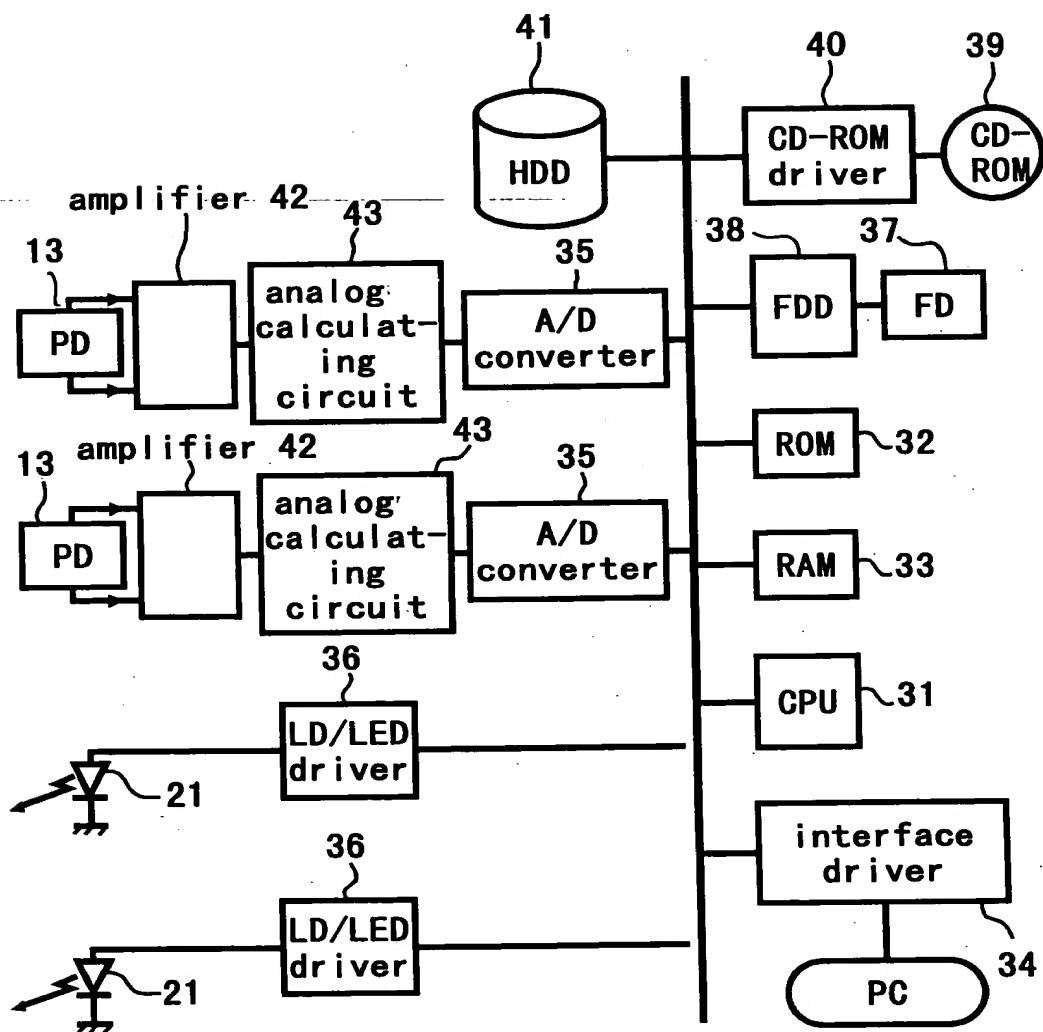 41
40
39
HDD
CD-ROM
driver
CD-
ROM
amplifier 42
43
35
38
37
13
PD
analog
calculat-
ing
circuit
A/D
converter
FDD
FD
amplifier 42
43
35
ROM
32
13
PD
analog
calculat-
ing
circuit
A/D
converter
RAM
33
36
LD/LED
driver
21
CPU
31
36
LD/LED
driver
21
interface
driver
34
PC